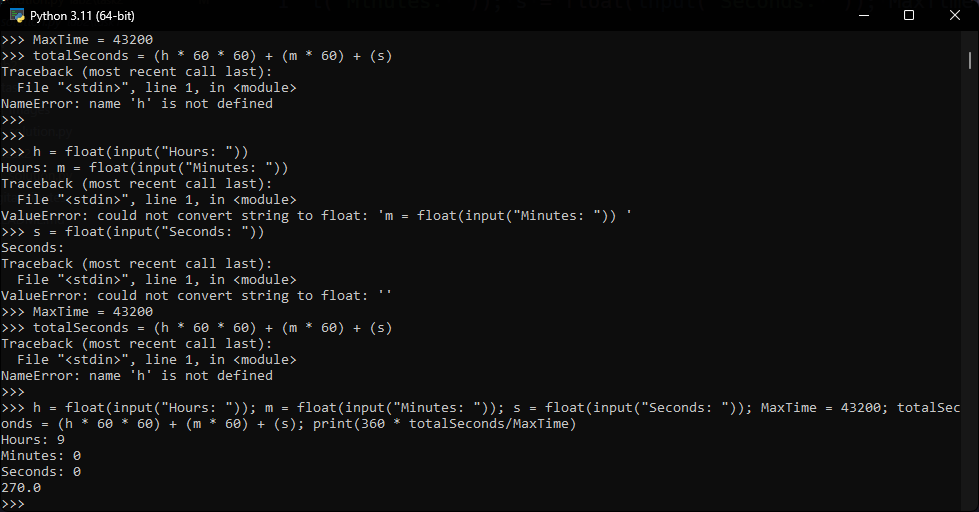 Python 3.11 (64-bit)
>>> MaxTime = 43200
>>> totalSeconds = (h * 60 * 60) + (m * 60) + (s)
Traceback (most recent call last):
  File "<stdin>", line 1, in <module>
NameError: name 'h' is not defined
>>>
>>>
>>> h = float(input("Hours: "))
Hours: m = float(input("Minutes: "))
Traceback (most recent call last):
  File "<stdin>", line 1, in <module>
ValueError: could not convert string to float: 'm = float(input("Minutes: ")) '
>>> s = float(input("Seconds: "))
Seconds:
Traceback (most recent call last):
  File "<stdin>", line 1, in <module>
ValueError: could not convert string to float: ''
>>> MaxTime = 43200
>>> totalSeconds = (h * 60 * 60) + (m * 60) + (s)
Traceback (most recent call last):
  File "<stdin>", line 1, in <module>
NameError: name 'h' is not defined
>>>
>>> h = float(input("Hours: ")); m = float(input("Minutes: ")); s = float(input("Seconds: ")); MaxTime = 43200; totalSec
onds = (h * 60 * 60) + (m * 60) + (s); print(360 * totalSeconds/MaxTime)
Hours: 9
Minutes: 0
Seconds: 0
270.0
>>>